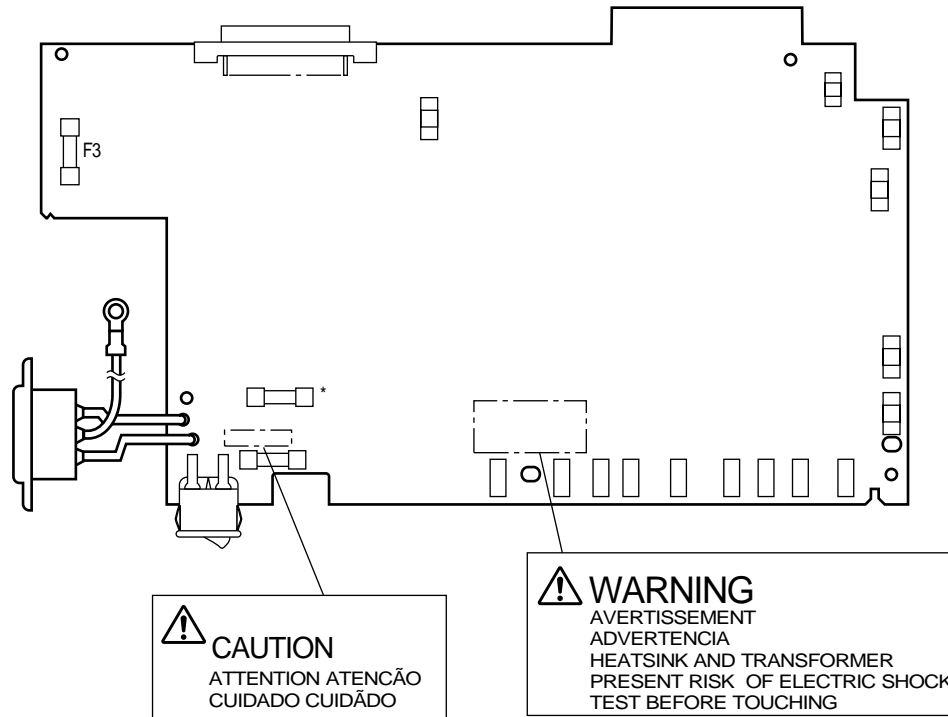 F3
*
CAUTION
ATTENTION ATENCÃO
CUIDADO CUIDÃDO
WARNING
AVERTISSEMENT
ADVERTENCIA
HEATSINK AND TRANSFORMER
PRESENT RISK OF ELECTRIC SHOCK
TEST BEFORE TOUCHING